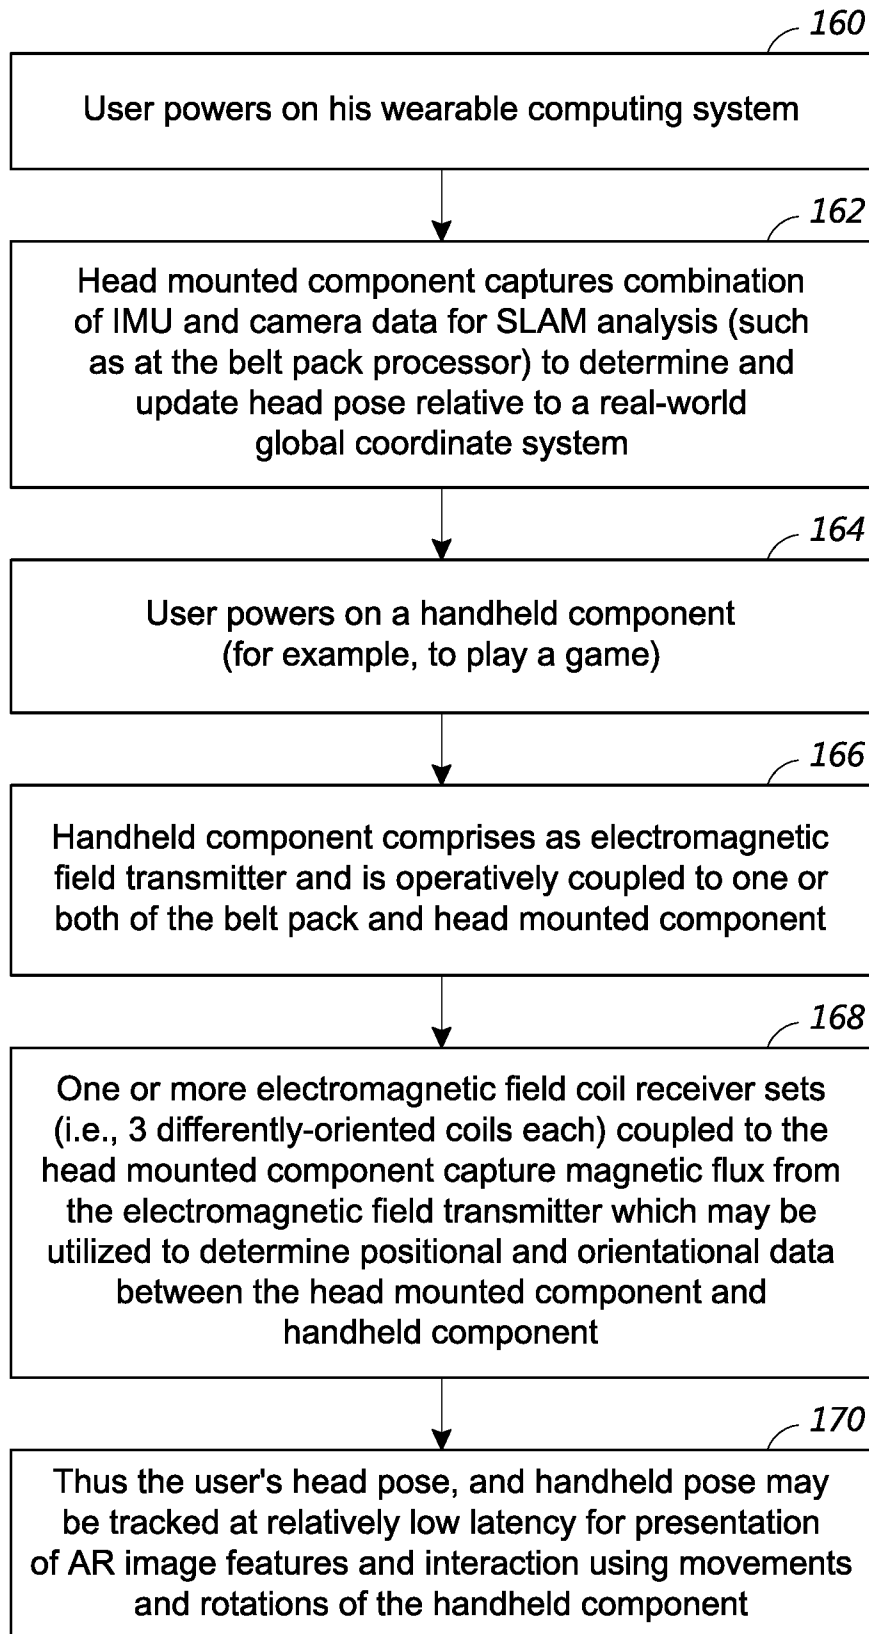 160
User powers on his wearable computing system
162
Head mounted component captures combination
of IMU and camera data for SLAM analysis (such
as at the belt pack processor) to determine and
update head pose relative to a real-world
global coordinate system
164
User powers on a handheld component
(for example, to play a game)
166
Handheld component comprises as electromagnetic
field transmitter and is operatively coupled to one or
both of the belt pack and head mounted component
168
One or more electromagnetic field coil receiver sets
(i.e., 3 differently-oriented coils each) coupled to the
head mounted component capture magnetic flux from
the electromagnetic field transmitter which may be
utilized to determine positional and orientational data
between the head mounted component and
handheld component
170
Thus the user's head pose, and handheld pose may
be tracked at relatively low latency for presentation
of AR image features and interaction using movements
and rotations of the handheld component